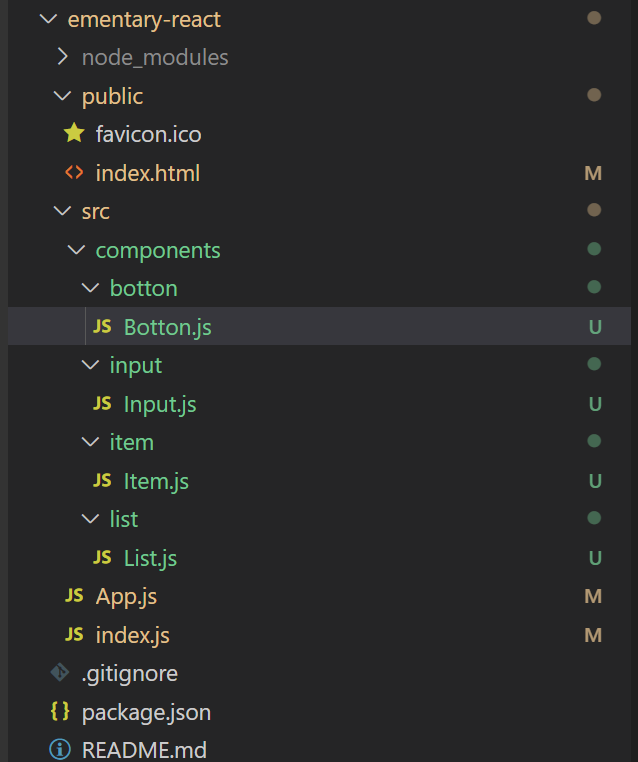 ementary-react
node_modules
public
favicon.ico
<> index.html M
src
components
botton
JS Botton.js U
input
JS Input.js U
item
JS Item.js U
list
JS List.js U
JS App.js M
JS index.js M
.gitignore
{} package.json
README.md